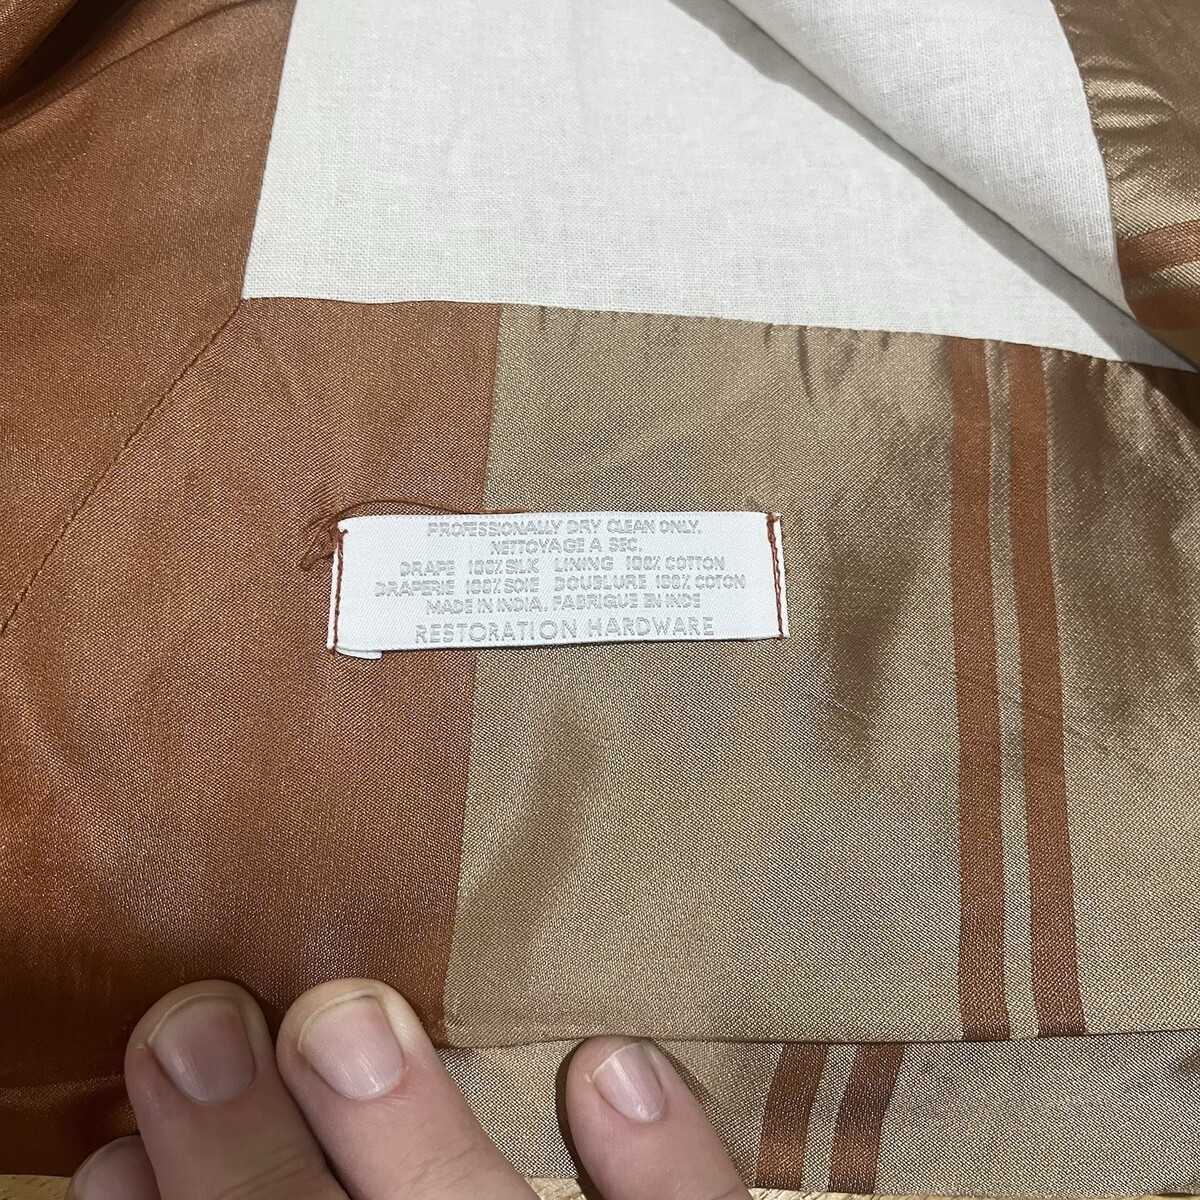 PROFESSIONALLY DRY CLEAN ONLY.
NETTOYAGE A SEC.
DRAPE 100% SILK LINING 100% COTTON
DRAPERIE 100% SOIE DOUBLURE 100% COTON
MADE IN INDIA. FABRIQUE EN INDE
RESTORATION HARDWARE